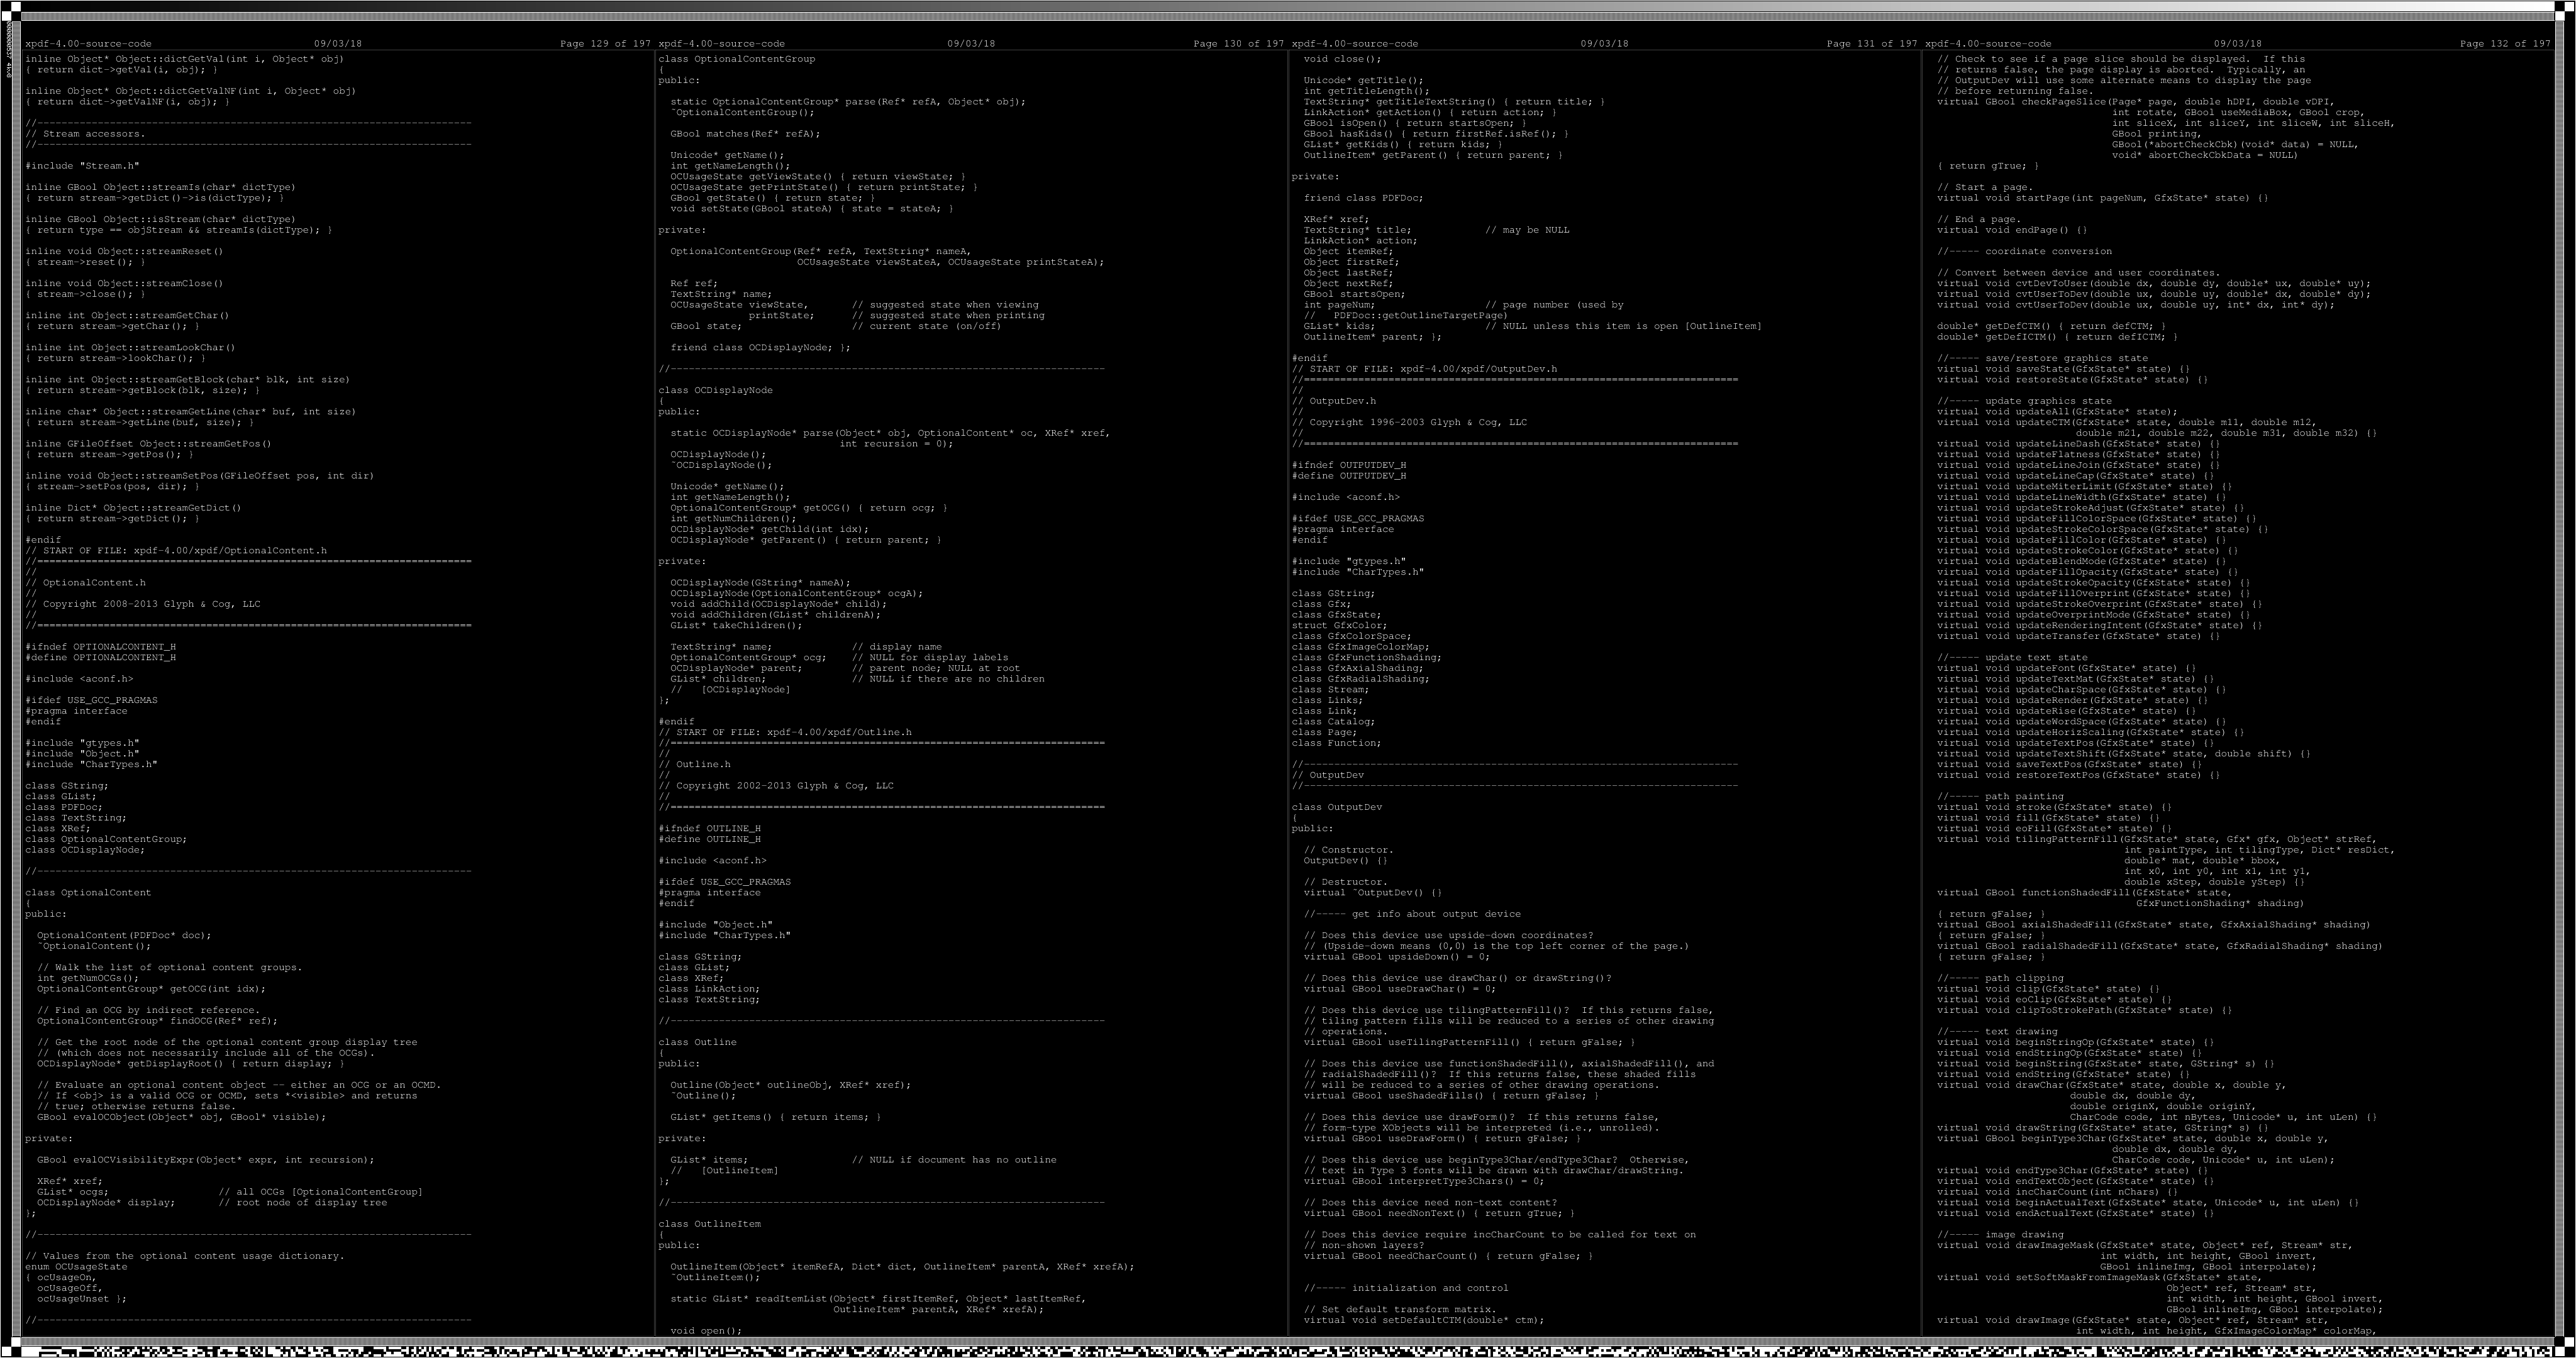 xpdf-4.00-source-code 09/03/18 Page 129 of 197
inline Object* Object::dictGetVal(int i, Object* obj)
{ return dict->getVal(i, obj); }
inline Object* Object::dictGetValNF(int i, Object* obj)
{ return dict->getValNF(i, obj); }
//------------------------------------------------------------------------
// Stream accessors.
//------------------------------------------------------------------------
#include "Stream.h"
inline GBool Object::streamIs(char* dictType)
{ return stream->getDict()->is(dictType); }
inline GBool Object::isStream(char* dictType)
{ return type == objStream && streamIs(dictType); }
inline void Object::streamReset()
{ stream->reset(); }
inline void Object::streamClose()
{ stream->close(); }
inline int Object::streamGetChar()
{ return stream->getChar(); }
inline int Object::streamLookChar()
{ return stream->lookChar(); }
inline int Object::streamGetBlock(char* blk, int size)
{ return stream->getBlock(blk, size); }
inline char* Object::streamGetLine(char* buf, int size)
{ return stream->getLine(buf, size); }
inline GFileOffset Object::streamGetPos()
{ return stream->getPos(); }
inline void Object::streamSetPos(GFileOffset pos, int dir)
{ stream->setPos(pos, dir); }
inline Dict* Object::streamGetDict()
{ return stream->getDict(); }
#endif
// START OF FILE: xpdf-4.00/xpdf/OptionalContent.h
//========================================================================
//
// OptionalContent.h
//
// Copyright 2008-2013 Glyph & Cog, LLC
//
//========================================================================
#ifndef OPTIONALCONTENT_H
#define OPTIONALCONTENT_H
#include <aconf.h>
#ifdef USE_GCC_PRAGMAS
#pragma interface
#endif
#include "gtypes.h"
#include "Object.h"
#include "CharTypes.h"
class GString;
class GList;
class PDFDoc;
class TextString;
class XRef;
class OptionalContentGroup;
class OCDisplayNode;
//------------------------------------------------------------------------
class OptionalContent
{
public:
OptionalContent(PDFDoc* doc);
~OptionalContent();
// Walk the list of optional content groups.
int getNumOCGs();
OptionalContentGroup* getOCG(int idx);
// Find an OCG by indirect reference.
OptionalContentGroup* findOCG(Ref* ref);
// Get the root node of the optional content group display tree
// (which does not necessarily include all of the OCGs).
OCDisplayNode* getDisplayRoot() { return display; }
// Evaluate an optional content object -- either an OCG or an OCMD.
// If <obj> is a valid OCG or OCMD, sets *<visible> and returns
// true; otherwise returns false.
GBool evalOCObject(Object* obj, GBool* visible);
private:
GBool evalOCVisibilityExpr(Object* expr, int recursion);
XRef* xref;
GList* ocgs; // all OCGs [OptionalContentGroup]
OCDisplayNode* display; // root node of display tree
};
//------------------------------------------------------------------------
// Values from the optional content usage dictionary.
enum OCUsageState
{ ocUsageOn,
ocUsageOff,
ocUsageUnset };
//------------------------------------------------------------------------
xpdf-4.00-source-code 09/03/18 Page 130 of 197
class OptionalContentGroup
{
public:
static OptionalContentGroup* parse(Ref* refA, Object* obj);
~OptionalContentGroup();
GBool matches(Ref* refA);
Unicode* getName();
int getNameLength();
OCUsageState getViewState() { return viewState; }
OCUsageState getPrintState() { return printState; }
GBool getState() { return state; }
void setState(GBool stateA) { state = stateA; }
private:
OptionalContentGroup(Ref* refA, TextString* nameA,
OCUsageState viewStateA, OCUsageState printStateA);
Ref ref;
TextString* name;
OCUsageState viewState, // suggested state when viewing
printState; // suggested state when printing
GBool state; // current state (on/off)
friend class OCDisplayNode; };
//------------------------------------------------------------------------
class OCDisplayNode
{
public:
static OCDisplayNode* parse(Object* obj, OptionalContent* oc, XRef* xref,
int recursion = 0);
OCDisplayNode();
~OCDisplayNode();
Unicode* getName();
int getNameLength();
OptionalContentGroup* getOCG() { return ocg; }
int getNumChildren();
OCDisplayNode* getChild(int idx);
OCDisplayNode* getParent() { return parent; }
private:
OCDisplayNode(GString* nameA);
OCDisplayNode(OptionalContentGroup* ocgA);
void addChild(OCDisplayNode* child);
void addChildren(GList* childrenA);
GList* takeChildren();
TextString* name; // display name
OptionalContentGroup* ocg; // NULL for display labels
OCDisplayNode* parent; // parent node; NULL at root
GList* children; // NULL if there are no children
// [OCDisplayNode]
};
#endif
// START OF FILE: xpdf-4.00/xpdf/Outline.h
//========================================================================
//
// Outline.h
//
// Copyright 2002-2013 Glyph & Cog, LLC
//
//========================================================================
#ifndef OUTLINE_H
#define OUTLINE_H
#include <aconf.h>
#ifdef USE_GCC_PRAGMAS
#pragma interface
#endif
#include "Object.h"
#include "CharTypes.h"
class GString;
class GList;
class XRef;
class LinkAction;
class TextString;
//------------------------------------------------------------------------
class Outline
{
public:
Outline(Object* outlineObj, XRef* xref);
~Outline();
GList* getItems() { return items; }
private:
GList* items; // NULL if document has no outline
// [OutlineItem]
};
//------------------------------------------------------------------------
class OutlineItem
{
public:
OutlineItem(Object* itemRefA, Dict* dict, OutlineItem* parentA, XRef* xrefA);
~OutlineItem();
static GList* readItemList(Object* firstItemRef, Object* lastItemRef,
OutlineItem* parentA, XRef* xrefA);
void open();
xpdf-4.00-source-code 09/03/18 Page 131 of 197
void close();
Unicode* getTitle();
int getTitleLength();
TextString* getTitleTextString() { return title; }
LinkAction* getAction() { return action; }
GBool isOpen() { return startsOpen; }
GBool hasKids() { return firstRef.isRef(); }
GList* getKids() { return kids; }
OutlineItem* getParent() { return parent; }
private:
friend class PDFDoc;
XRef* xref;
TextString* title; // may be NULL
LinkAction* action;
Object itemRef;
Object firstRef;
Object lastRef;
Object nextRef;
GBool startsOpen;
int pageNum; // page number (used by
// PDFDoc::getOutlineTargetPage)
GList* kids; // NULL unless this item is open [OutlineItem]
OutlineItem* parent; };
#endif
// START OF FILE: xpdf-4.00/xpdf/OutputDev.h
//========================================================================
//
// OutputDev.h
//
// Copyright 1996-2003 Glyph & Cog, LLC
//
//========================================================================
#ifndef OUTPUTDEV_H
#define OUTPUTDEV_H
#include <aconf.h>
#ifdef USE_GCC_PRAGMAS
#pragma interface
#endif
#include "gtypes.h"
#include "CharTypes.h"
class GString;
class Gfx;
class GfxState;
struct GfxColor;
class GfxColorSpace;
class GfxImageColorMap;
class GfxFunctionShading;
class GfxAxialShading;
class GfxRadialShading;
class Stream;
class Links;
class Link;
class Catalog;
class Page;
class Function;
//------------------------------------------------------------------------
// OutputDev
//------------------------------------------------------------------------
class OutputDev
{
public:
// Constructor.
OutputDev() {}
// Destructor.
virtual ~OutputDev() {}
//----- get info about output device
// Does this device use upside-down coordinates?
// (Upside-down means (0,0) is the top left corner of the page.)
virtual GBool upsideDown() = 0;
// Does this device use drawChar() or drawString()?
virtual GBool useDrawChar() = 0;
// Does this device use tilingPatternFill()? If this returns false,
// tiling pattern fills will be reduced to a series of other drawing
// operations.
virtual GBool useTilingPatternFill() { return gFalse; }
// Does this device use functionShadedFill(), axialShadedFill(), and
// radialShadedFill()? If this returns false, these shaded fills
// will be reduced to a series of other drawing operations.
virtual GBool useShadedFills() { return gFalse; }
// Does this device use drawForm()? If this returns false,
// form-type XObjects will be interpreted (i.e., unrolled).
virtual GBool useDrawForm() { return gFalse; }
// Does this device use beginType3Char/endType3Char? Otherwise,
// text in Type 3 fonts will be drawn with drawChar/drawString.
virtual GBool interpretType3Chars() = 0;
// Does this device need non-text content?
virtual GBool needNonText() { return gTrue; }
// Does this device require incCharCount to be called for text on
// non-shown layers?
virtual GBool needCharCount() { return gFalse; }
//----- initialization and control
// Set default transform matrix.
virtual void setDefaultCTM(double* ctm);
xpdf-4.00-source-code 09/03/18 Page 132 of 197
// Check to see if a page slice should be displayed. If this
// returns false, the page display is aborted. Typically, an
// OutputDev will use some alternate means to display the page
// before returning false.
virtual GBool checkPageSlice(Page* page, double hDPI, double vDPI,
int rotate, GBool useMediaBox, GBool crop,
int sliceX, int sliceY, int sliceW, int sliceH,
GBool printing,
GBool(*abortCheckCbk)(void* data) = NULL,
void* abortCheckCbkData = NULL)
{ return gTrue; }
// Start a page.
virtual void startPage(int pageNum, GfxState* state) {}
// End a page.
virtual void endPage() {}
//----- coordinate conversion
// Convert between device and user coordinates.
virtual void cvtDevToUser(double dx, double dy, double* ux, double* uy);
virtual void cvtUserToDev(double ux, double uy, double* dx, double* dy);
virtual void cvtUserToDev(double ux, double uy, int* dx, int* dy);
double* getDefCTM() { return defCTM; }
double* getDefICTM() { return defICTM; }
//----- save/restore graphics state
virtual void saveState(GfxState* state) {}
virtual void restoreState(GfxState* state) {}
//----- update graphics state
virtual void updateAll(GfxState* state);
virtual void updateCTM(GfxState* state, double m11, double m12,
double m21, double m22, double m31, double m32) {}
virtual void updateLineDash(GfxState* state) {}
virtual void updateFlatness(GfxState* state) {}
virtual void updateLineJoin(GfxState* state) {}
virtual void updateLineCap(GfxState* state) {}
virtual void updateMiterLimit(GfxState* state) {}
virtual void updateLineWidth(GfxState* state) {}
virtual void updateStrokeAdjust(GfxState* state) {}
virtual void updateFillColorSpace(GfxState* state) {}
virtual void updateStrokeColorSpace(GfxState* state) {}
virtual void updateFillColor(GfxState* state) {}
virtual void updateStrokeColor(GfxState* state) {}
virtual void updateBlendMode(GfxState* state) {}
virtual void updateFillOpacity(GfxState* state) {}
virtual void updateStrokeOpacity(GfxState* state) {}
virtual void updateFillOverprint(GfxState* state) {}
virtual void updateStrokeOverprint(GfxState* state) {}
virtual void updateOverprintMode(GfxState* state) {}
virtual void updateRenderingIntent(GfxState* state) {}
virtual void updateTransfer(GfxState* state) {}
//----- update text state
virtual void updateFont(GfxState* state) {}
virtual void updateTextMat(GfxState* state) {}
virtual void updateCharSpace(GfxState* state) {}
virtual void updateRender(GfxState* state) {}
virtual void updateRise(GfxState* state) {}
virtual void updateWordSpace(GfxState* state) {}
virtual void updateHorizScaling(GfxState* state) {}
virtual void updateTextPos(GfxState* state) {}
virtual void updateTextShift(GfxState* state, double shift) {}
virtual void saveTextPos(GfxState* state) {}
virtual void restoreTextPos(GfxState* state) {}
//----- path painting
virtual void stroke(GfxState* state) {}
virtual void fill(GfxState* state) {}
virtual void eoFill(GfxState* state) {}
virtual void tilingPatternFill(GfxState* state, Gfx* gfx, Object* strRef,
int paintType, int tilingType, Dict* resDict,
double* mat, double* bbox,
int x0, int y0, int x1, int y1,
double xStep, double yStep) {}
virtual GBool functionShadedFill(GfxState* state,
GfxFunctionShading* shading)
{ return gFalse; }
virtual GBool axialShadedFill(GfxState* state, GfxAxialShading* shading)
{ return gFalse; }
virtual GBool radialShadedFill(GfxState* state, GfxRadialShading* shading)
{ return gFalse; }
//----- path clipping
virtual void clip(GfxState* state) {}
virtual void eoClip(GfxState* state) {}
virtual void clipToStrokePath(GfxState* state) {}
//----- text drawing
virtual void beginStringOp(GfxState* state) {}
virtual void endStringOp(GfxState* state) {}
virtual void beginString(GfxState* state, GString* s) {}
virtual void endString(GfxState* state) {}
virtual void drawChar(GfxState* state, double x, double y,
double dx, double dy,
double originX, double originY,
CharCode code, int nBytes, Unicode* u, int uLen) {}
virtual void drawString(GfxState* state, GString* s) {}
virtual GBool beginType3Char(GfxState* state, double x, double y,
double dx, double dy,
CharCode code, Unicode* u, int uLen);
virtual void endType3Char(GfxState* state) {}
virtual void endTextObject(GfxState* state) {}
virtual void incCharCount(int nChars) {}
virtual void beginActualText(GfxState* state, Unicode* u, int uLen) {}
virtual void endActualText(GfxState* state) {}
//----- image drawing
virtual void drawImageMask(GfxState* state, Object* ref, Stream* str,
int width, int height, GBool invert,
GBool inlineImg, GBool interpolate);
virtual void setSoftMaskFromImageMask(GfxState* state,
Object* ref, Stream* str,
int width, int height, GBool invert,
GBool inlineImg, GBool interpolate);
virtual void drawImage(GfxState* state, Object* ref, Stream* str,
int width, int height, GfxImageColorMap* colorMap,